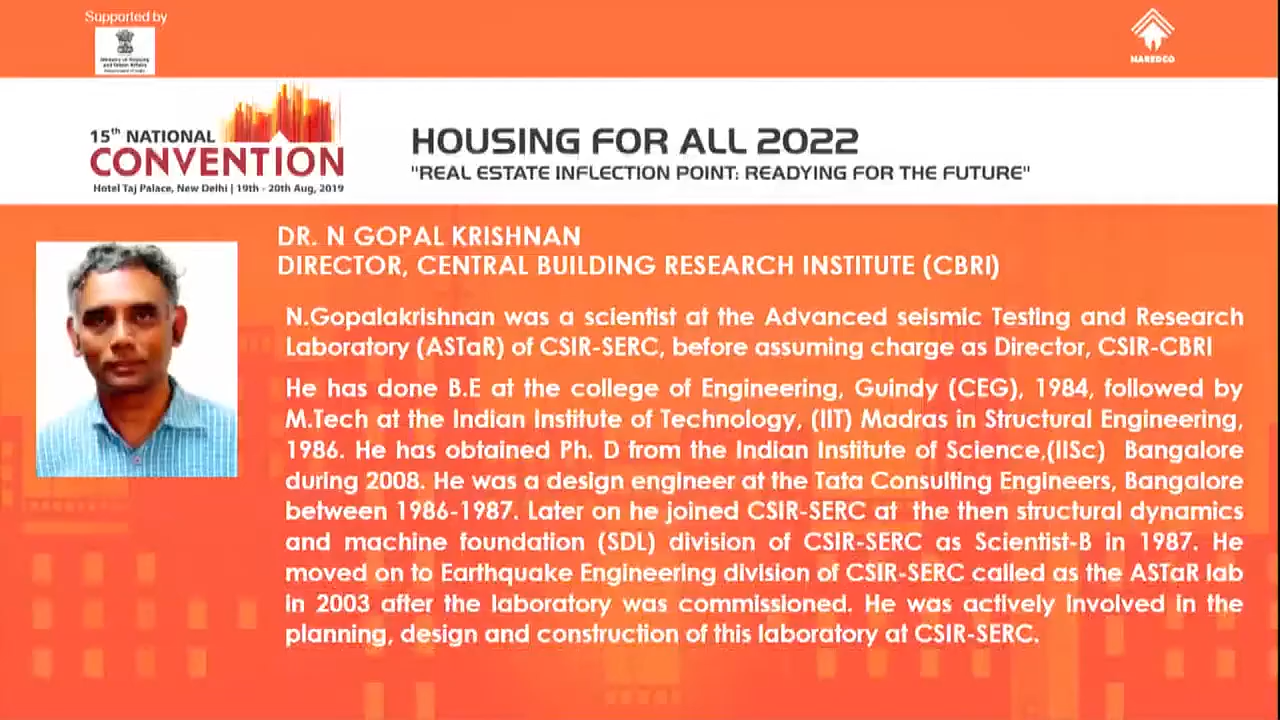 Supported by
Ministry of Housing
and Urban Affairs
Government of India
NAREDCO
15th NATIONAL
CONVENTION
Hotel Taj Palace, New Delhi | 19th - 20th Aug, 2019
HOUSING FOR ALL 2022
"REAL ESTATE INFLECTION POINT: READYING FOR THE FUTURE"
DR. N GOPAL KRISHNAN
DIRECTOR, CENTRAL BUILDING RESEARCH INSTITUTE (CBRI)
N.Gopalakrishnan was a scientist at the Advanced seismic Testing and Research
Laboratory (ASTaR) of CSIR-SERC, before assuming charge as Director, CSIR-CBRI
He has done B.E at the college of Engineering, Guindy (CEG), 1984, followed by
M.Tech at the Indian Institute of Technology, (IIT) Madras in Structural Engineering,
1986. He has obtained Ph. D from the Indian Institute of Science,(IISc) Bangalore
during 2008. He was a design engineer at the Tata Consulting Engineers, Bangalore
between 1986-1987. Later on he joined CSIR-SERC at the then structural dynamics
and machine foundation (SDL) division of CSIR-SERC as Scientist-B in 1987. He
moved on to Earthquake Engineering division of CSIR-SERC called as the ASTaR lab
in 2003 after the laboratory was commissioned. He was actively involved in the
planning, design and construction of this laboratory at CSIR-SERC.